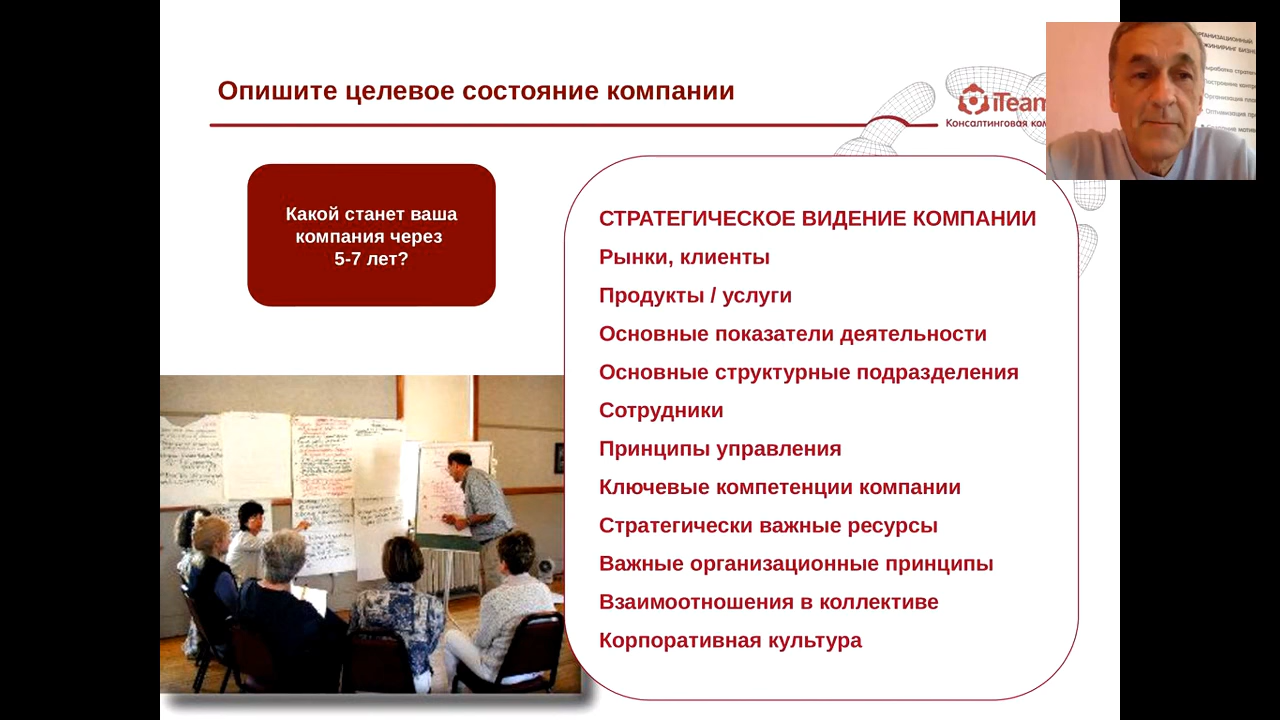 Опишите целевое состояние компании
iTeam
Консалтинговая
Какой станет ваша
компания через
5-7 лет?
СТРАТЕГИЧЕСКОЕ ВИДЕНИЕ КОМПАНИИ
Рынки, клиенты
Продукты / услуги
Основные показатели деятельности
Основные структурные подразделения
Сотрудники
Принципы управления
Ключевые компетенции компании
Стратегически важные ресурсы
Важные организационные принципы
Взаимоотношения в коллективе
Корпоративная культура